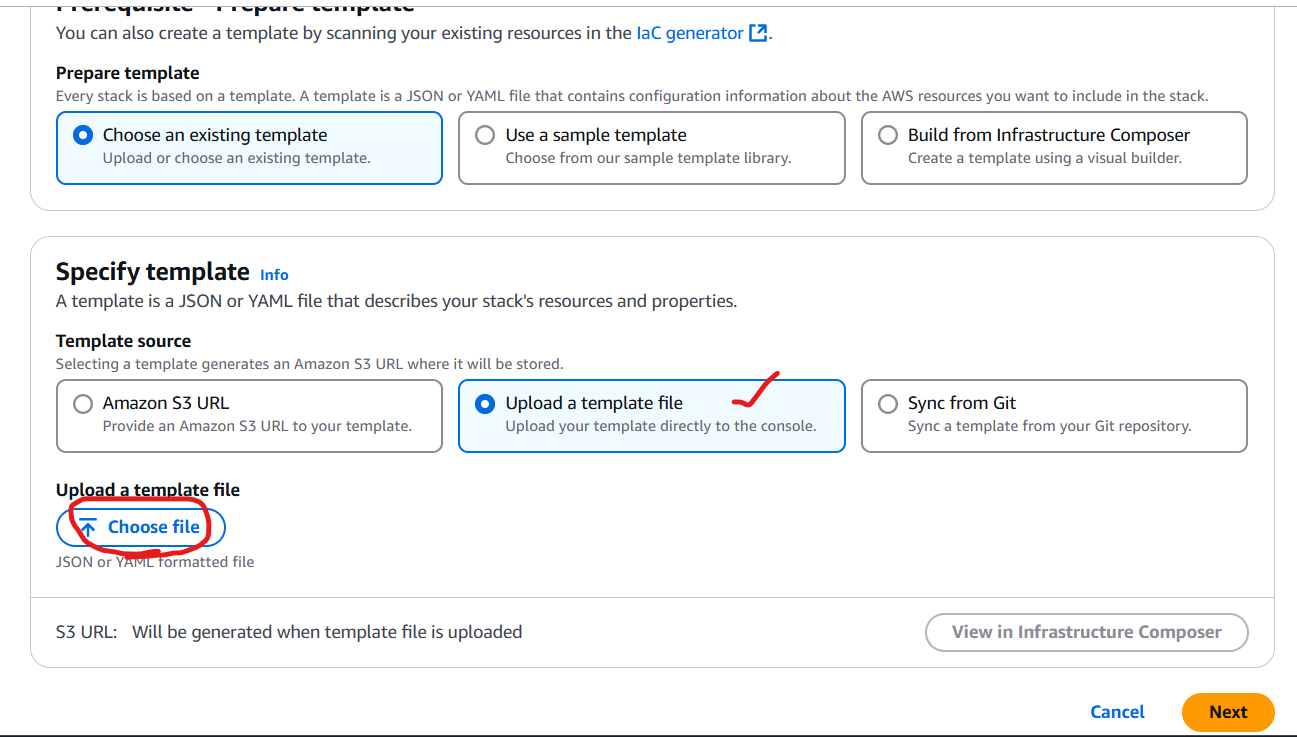 Prerequisite - Prepare template
You can also create a template by scanning your existing resources in the IaC generator.
Prepare template
Every stack is based on a template. A template is a JSON or YAML file that contains configuration information about the AWS resources you want to include in the stack.
Choose an existing template
Upload or choose an existing template.
Use a sample template
Choose from our sample template library.
Build from Infrastructure Composer
Create a template using a visual builder.
Specify template Info
A template is a JSON or YAML file that describes your stack's resources and properties.
Template source
Selecting a template generates an Amazon S3 URL where it will be stored.
Amazon S3 URL
Provide an Amazon S3 URL to your template.
Upload a template file
Upload your template directly to the console.
Sync from Git
Sync a template from your Git repository.
Upload a template file
Choose file
JSON or YAML formatted file
S3 URL: Will be generated when template file is uploaded
View in Infrastructure Composer
Cancel
Next